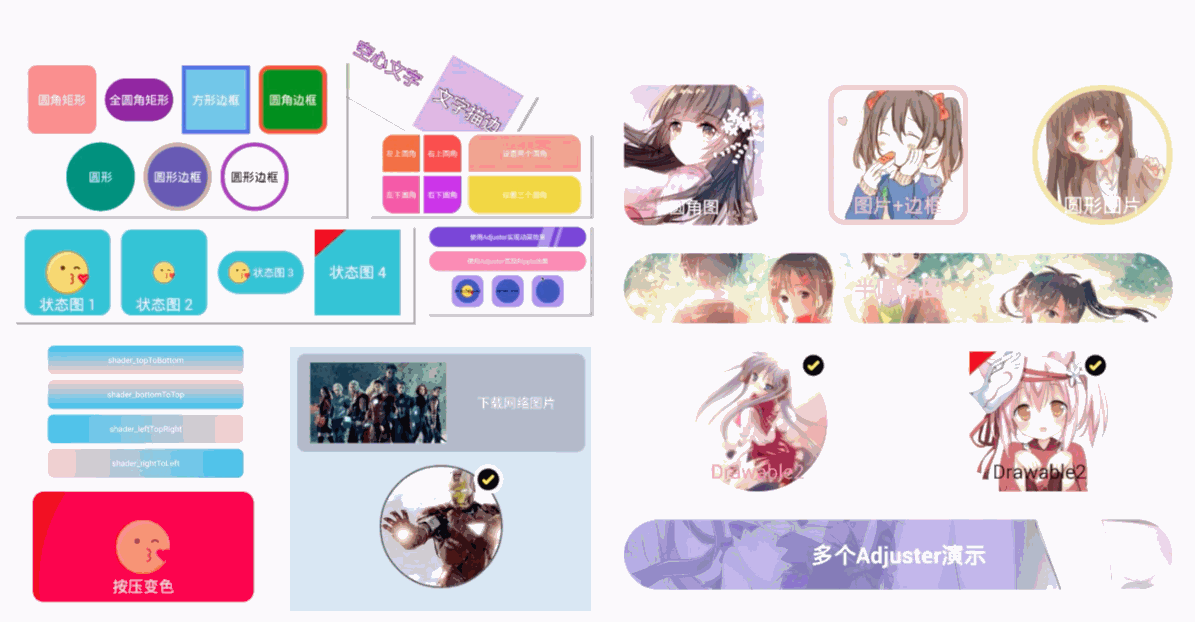 空心文字
文字描边
圆角矩形
全圆角矩形
方形边框
圆角边框
圆形
圆形边框
圆形边框
左上圆角
右上圆角
设置两个圆角
左下圆角
右下圆角
设置三个圆角
状态图 1
状态图 2
状态图 3
状态图 4
使用Adjuster实现动画效果
使用Adjuster实现Ripple效果
shader_topToBottom
shader_bottomToTop
shader_leftTopRight
shader_rightToLeft
下载网络图片
按压变色
圆角图
图片+边框
圆形图片
Drawable2
Drawable2
多个Adjuster演示